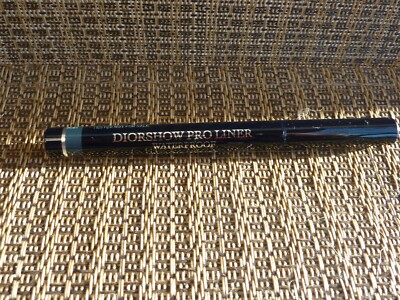 DIORSHOW PRO LINER
WATERPROOF